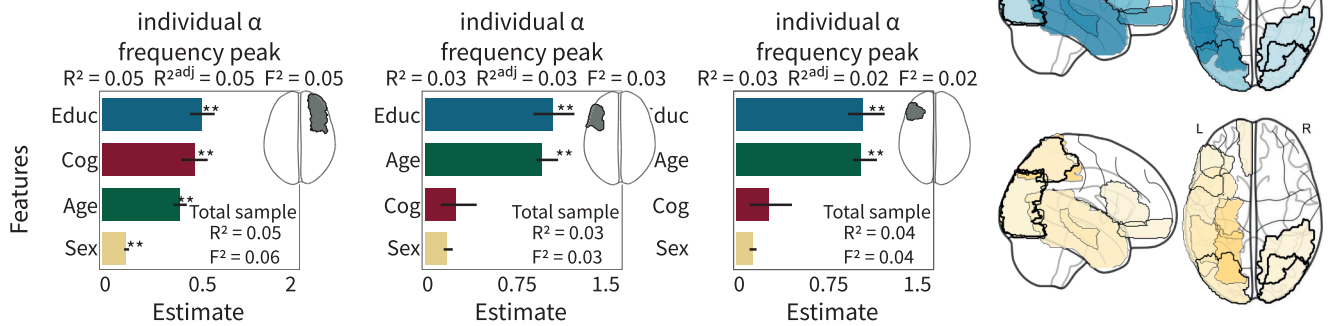 individual α
frequency peak
R² = 0.05 R²adj = 0.05 F² = 0.05
Features
Educ
**
Cog
**
Age
**
Sex
**
Total sample
R² = 0.05
F² = 0.06
0 0.5 2
Estimate
individual α
frequency peak
R² = 0.03 R²adj = 0.03 F² = 0.03
Educ
**
Age
**
Cog
Sex
Total sample
R² = 0.03
F² = 0.03
0 0.75 1.5
Estimate
individual α
frequency peak
R² = 0.03 R²adj = 0.02 F² = 0.02
duc
**
Age
**
Cog
Sex
Total sample
R² = 0.04
F² = 0.04
0 0.75 1.5
Estimate
L R